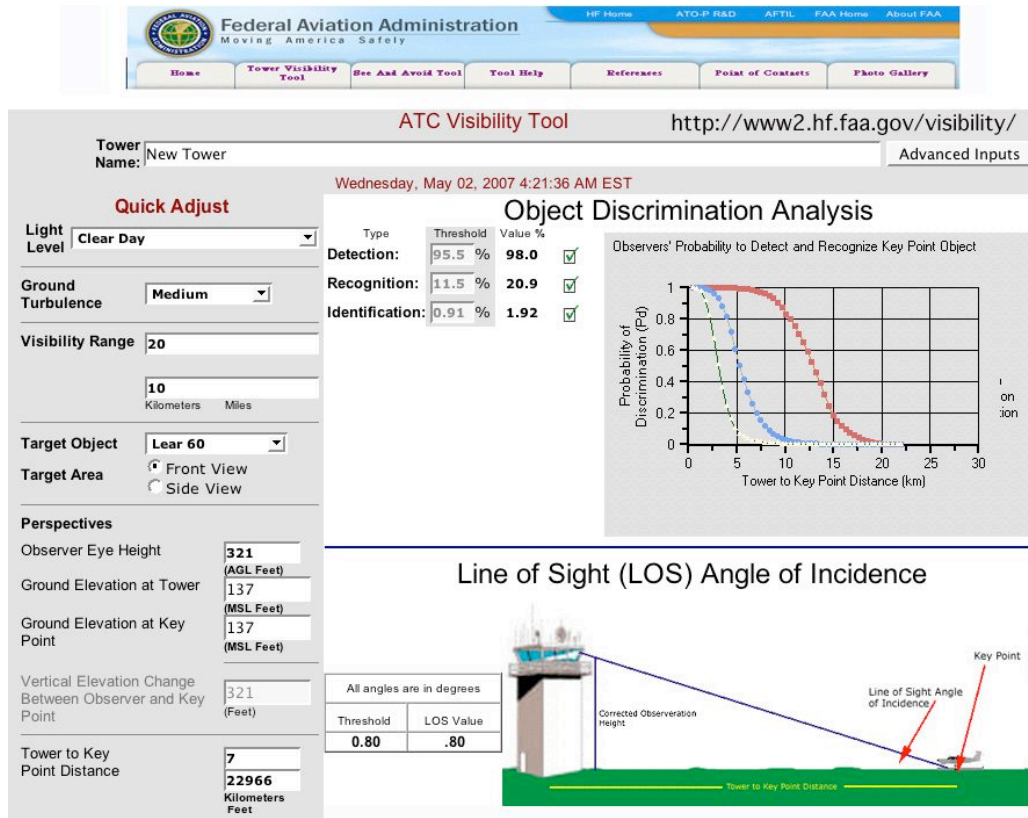 HF Home ATO-P R&D AFTIL FAA Home About FAA
Federal Aviation Administration
Moving America Safely
Home Tower Visibility Tool See And Avoid Tool Tool Help References Point of Contacts Photo Gallery
ATC Visibility Tool http://www2.hf.faa.gov/visibility/
Tower Name: New Tower Advanced Inputs
Wednesday, May 02, 2007 4:21:36 AM EST
Quick Adjust
Light Level Clear Day
Ground Turbulence Medium
Visibility Range 20
10
Kilometers Miles
Target Object Lear 60
Target Area Front View
Side View
Perspectives
Observer Eye Height 321
(AGL Feet)
Ground Elevation at Tower 137
(MSL Feet)
Ground Elevation at Key Point 137
(MSL Feet)
Vertical Elevation Change Between Observer and Key Point 321
(Feet)
Tower to Key Point Distance 7
22966
Kilometers
Feet
Object Discrimination Analysis
Type Threshold Value %
Detection: 95.5 % 98.0
Recognition: 11.5 % 20.9
Identification: 0.91 % 1.92
Observers' Probability to Detect and Recognize Key Point Object
Probability of Discrimination (Pd)
1
0.8
0.6
0.4
0.2
0
0 5 10 15 20 25 30
Tower to Key Point Distance (km)
on
Line of Sight (LOS) Angle of Incidence
All angles are in degrees
Threshold LOS Value
0.80 .80
Key Point
Line of Sight Angle of Incidence
Corrected Observeration Height
Tower to Key Point Distance